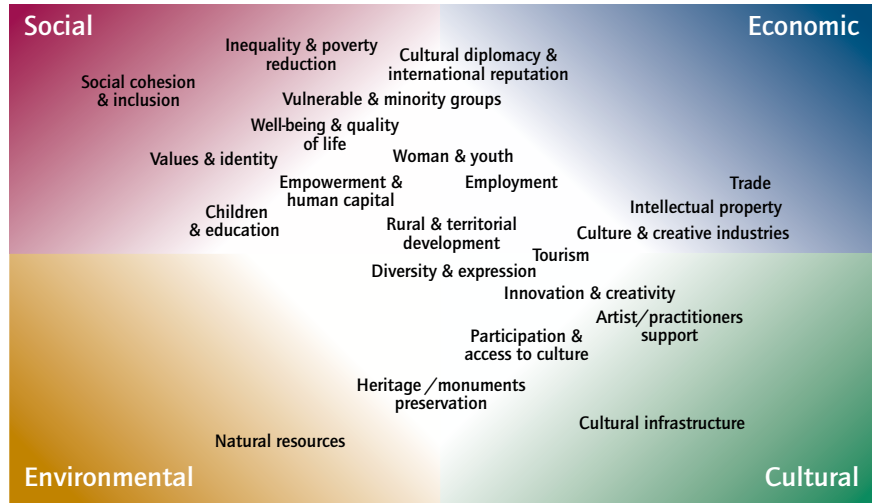 Social
Economic
Inequality & poverty
reduction
Cultural diplomacy &
international reputation
Social cohesion
& inclusion
Vulnerable & minority groups
Well-being & quality
of life
Values & identity
Woman & youth
Empowerment &
human capital
Employment
Trade
Children
& education
Intellectual property
Rural & territorial
development
Culture & creative industries
Tourism
Diversity & expression
Innovation & creativity
Artist/practitioners
support
Participation &
access to culture
Heritage /monuments
preservation
Cultural infrastructure
Natural resources
Environmental
Cultural